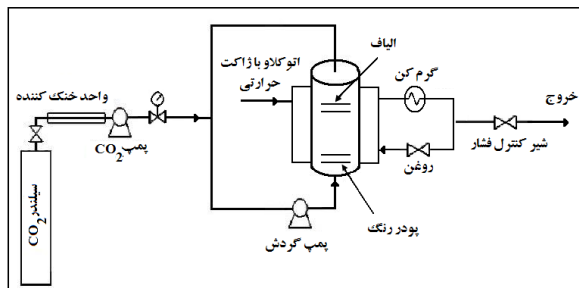 الیاف
اتوکلاو با ژاکت
حرارتی
گرم کن
خروج
واحد خنک کننده
پمپ CO2
شیر کنترل فشار
روغن
سیلندر CO2
پودر رنگ
پمپ گردش